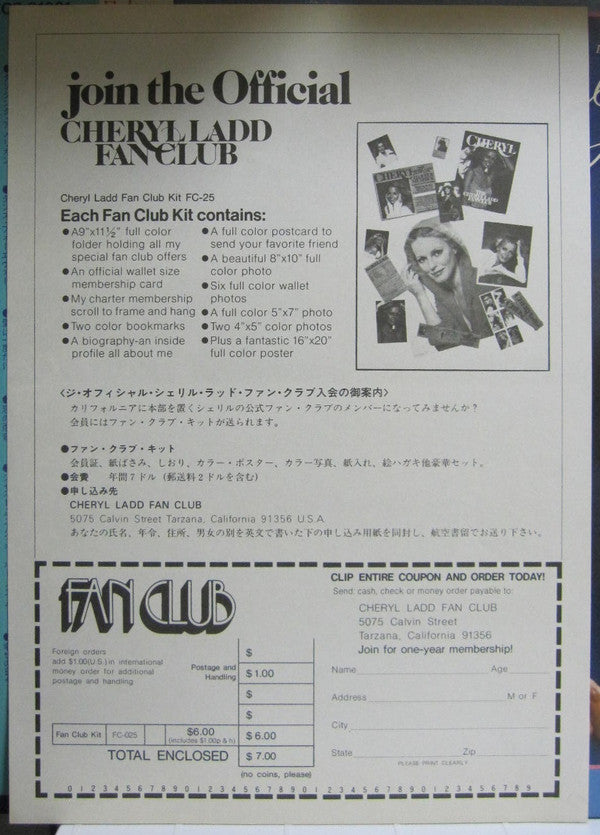 join the Official
CHERYL LADD
FAN CLUB
Cheryl Ladd Fan Club Kit FC-25
Each Fan Club Kit contains:
●A9"x11½" full color
folder holding all my
special fan club offers
●An official wallet size
membership card
●My charter membership
scroll to frame and hang
●Two color bookmarks
●A biography-an inside
profile all about me
●A full color postcard to
send your favorite friend
●A beautiful 8"x10" full
color photo
●Six full color wallet
photos
●A full color 5"x7" photo
●Two 4"x5" color photos
●Plus a fantastic 16"x20"
full color poster
CHERYL
CHERYL
〈ジ・オフィシャル・シェリル・ラッド・ファン・クラブ入会の御案内〉
カリフォルニアに本部を置くシェリルの公式ファン・クラブのメンバーになってみませんか?
会員にはファン・クラブ・キットが送られます。
●ファン・クラブ・キット
会員証、紙ばさみ、しおり、カラー・ポスター、カラー写真、紙入れ、絵ハガキ他豪華セット。
●会費 年間7ドル(郵送料2ドルを含む)
●申し込み先
CHERYL LADD FAN CLUB
5075 Calvin Street Tarzana, California 91356 U.S.A.
あなたの氏名、年令、住所、男女の別を英文で書いた下の申し込み用紙を同封し、航空書留でお送り下さい。
FAN CLUB
CLIP ENTIRE COUPON AND ORDER TODAY!
Send: cash, check or money order payable to:
CHERYL LADD FAN CLUB
5075 Calvin Street
Tarzana, California 91356
Join for one-year membership!
Foreign orders
add $1.00(U.S.) in international
money order for additional
postage and handling
Postage and
Handling
$
$ 1.00
$
$
Fan Club Kit FC-025 $6.00 $ 6.00
(includes $1.00p & h)
TOTAL ENCLOSED $ 7.00
(no coins, please)
Name Age
Address M or F
City
State Zip
PLEASE PRINT CLEARLY
0 1 2 3 4 5 6 7 8 9 0 1 2 3 4 5 6 7 8 9 0 1 2 3 4 5 6 7 8 9 0 1 2 3 4 5 6 7 8 9 0 1 2 3 4 5 6 7 8 9